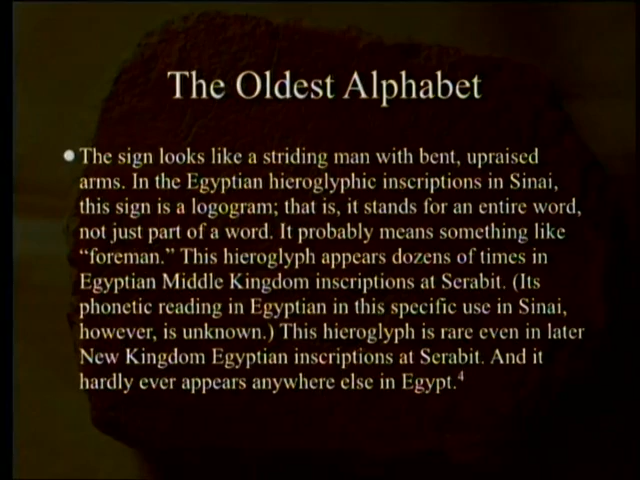 The Oldest Alphabet
The sign looks like a striding man with bent, upraised
arms. In the Egyptian hieroglyphic inscriptions in Sinai,
this sign is a logogram; that is, it stands for an entire word,
not just part of a word. It probably means something like
“foreman.” This hieroglyph appears dozens of times in
Egyptian Middle Kingdom inscriptions at Serabit. (Its
phonetic reading in Egyptian in this specific use in Sinai,
however, is unknown.) This hieroglyph is rare even in later
New Kingdom Egyptian inscriptions at Serabit. And it
hardly ever appears anywhere else in Egypt.⁴